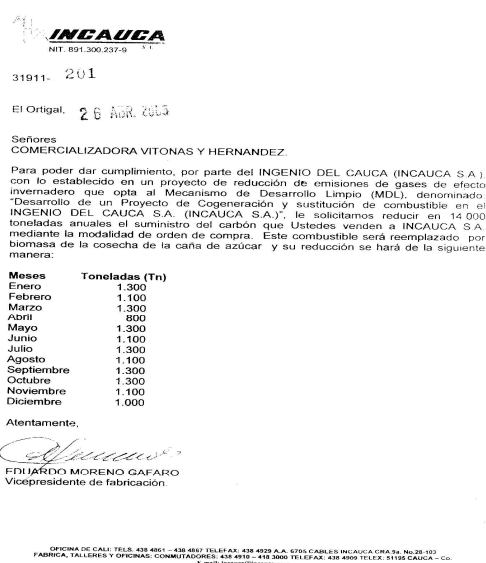 INCAUCA
S.A.
NIT. 891.300.237-9
31911- 201
El Ortigal, 26 ABR. 2005
Señores
COMERCIALIZADORA VITONAS Y HERNANDEZ.
Para poder dar cumplimiento, por parte del INGENIO DEL CAUCA (INCAUCA S.A.),
con lo establecido en un proyecto de reducción de emisiones de gases de efecto
invernadero que opta al Mecanismo de Desarrollo Limpio (MDL), denominado:
"Desarrollo de un Proyecto de Cogeneración y sustitución de combustible en el
INGENIO DEL CAUCA S.A. (INCAUCA S.A.)", le solicitamos reducir en 14.000
toneladas anuales el suministro del carbón que Ustedes venden a INCAUCA S.A.
mediante la modalidad de orden de compra. Este combustible será reemplazado por
biomasa de la cosecha de la caña de azúcar y su reducción se hará de la siguiente
manera:
Meses Toneladas (Tn)
Enero 1.300
Febrero 1.100
Marzo 1.300
Abril 800
Mayo 1.300
Junio 1.100
Julio 1.300
Agosto 1.100
Septiembre 1.300
Octubre 1.300
Noviembre 1.100
Diciembre 1.000
Atentamente,
EDUARDO MORENO GAFARO
Vicepresidente de fabricación.
OFICINA DE CALI: TELS. 438 4861 – 438 4867 TELEFAX: 438 4929 A.A. 6705 CABLES INCAUCA CRA.9a. No.28-103
FABRICA, TALLERES Y OFICINAS: CONMUTADORES: 438 4910 – 418 3000 TELEFAX: 438 4909 TELEX: 51195 CAUCA – Co.